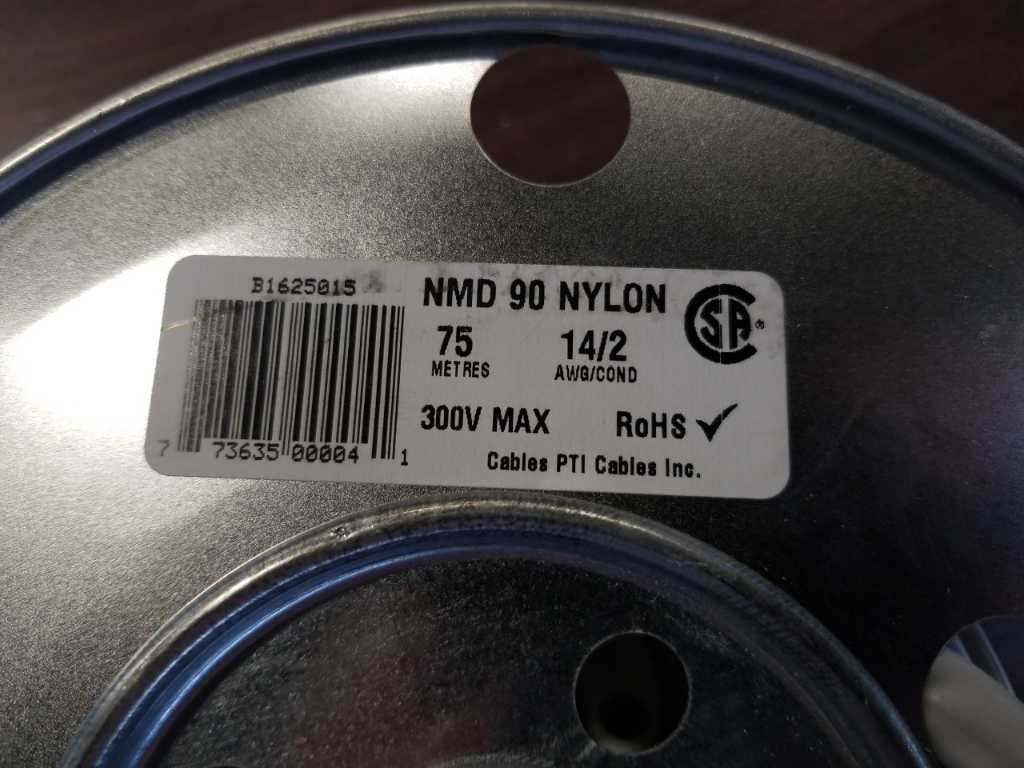 B1625015
7 73635 00004 1
NMD 90 NYLON
75 14/2
METRES AWG/COND
300V MAX RoHS ✓
Cables PTI Cables Inc.
CSA ®